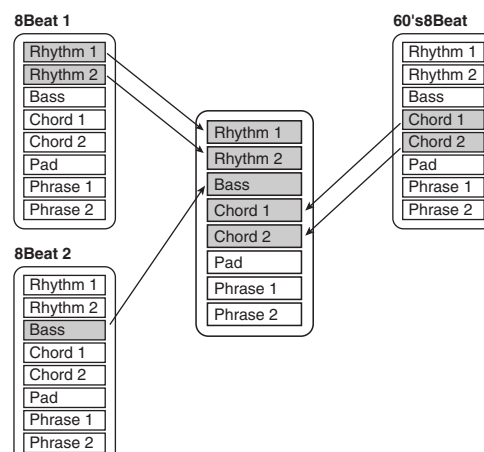 8Beat 1
Rhythm 1
Rhythm 2
Bass
Chord 1
Chord 2
Pad
Phrase 1
Phrase 2
8Beat 2
Rhythm 1
Rhythm 2
Bass
Chord 1
Chord 2
Pad
Phrase 1
Phrase 2
Rhythm 1
Rhythm 2
Bass
Chord 1
Chord 2
Pad
Phrase 1
Phrase 2
60's8Beat
Rhythm 1
Rhythm 2
Bass
Chord 1
Chord 2
Pad
Phrase 1
Phrase 2